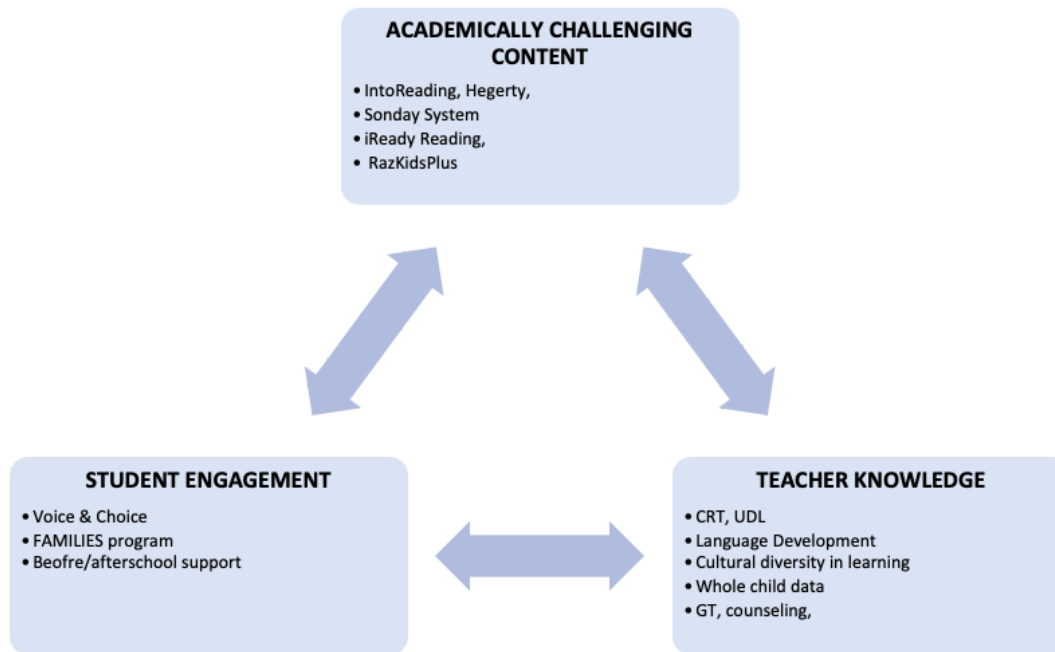 ACADEMICALLY CHALLENGING
CONTENT
• IntoReading, Hegerty,
• Sonday System
• iReady Reading,
• RazKidsPlus
STUDENT ENGAGEMENT
• Voice & Choice
• FAMILIES program
• Beofre/afterschool support
TEACHER KNOWLEDGE
• CRT, UDL
• Language Development
• Cultural diversity in learning
• Whole child data
• GT, counseling,